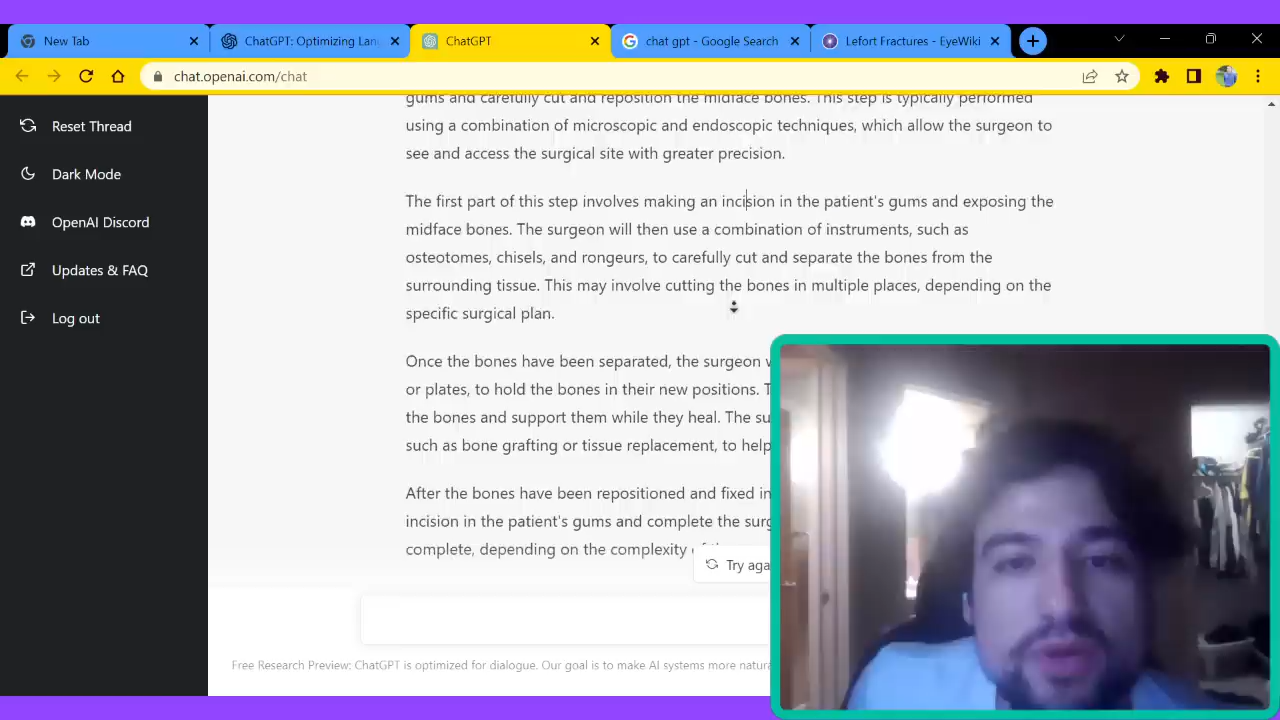 New Tab
ChatGPT: Optimizing Lan
ChatGPT
chat gpt - Google Search
Lefort Fractures - EyeWiki
chat.openai.com/chat
Reset Thread
Dark Mode
OpenAI Discord
Updates & FAQ
Log out
gums and carefully cut and reposition the midface bones. This step is typically performed
using a combination of microscopic and endoscopic techniques, which allow the surgeon to
see and access the surgical site with greater precision.
The first part of this step involves making an incision in the patient's gums and exposing the
midface bones. The surgeon will then use a combination of instruments, such as
osteotomes, chisels, and rongeurs, to carefully cut and separate the bones from the
surrounding tissue. This may involve cutting the bones in multiple places, depending on the
specific surgical plan.
Once the bones have been separated, the surgeon
or plates, to hold the bones in their new positions.
the bones and support them while they heal. The
such as bone grafting or tissue replacement, to help
After the bones have been repositioned and fixed in
incision in the patient's gums and complete the
complete, depending on the complexity
Try aga
Free Research Preview: ChatGPT is optimized for dialogue. Our goal is to make AI systems more natura